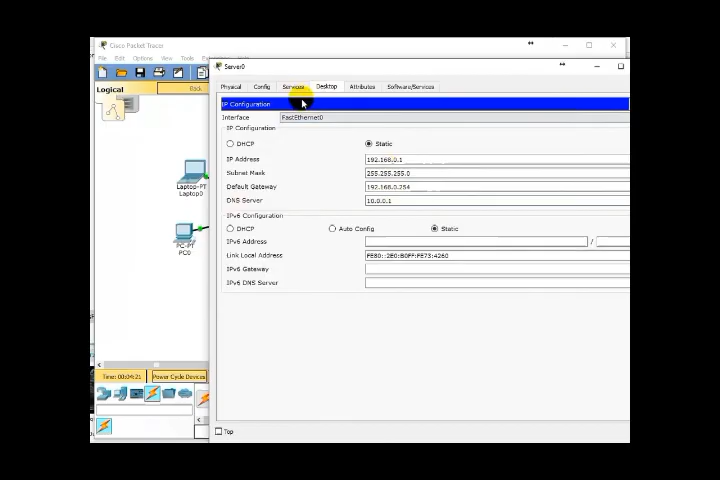 Cisco Packet Tracer
File Edit Options View Tools
Server0
Physical Config Services Desktop Attributes Software/Services
Logical
Back
IP Configuration
Interface FastEthernet0
IP Configuration
DHCP Static
IP Address 192.168.0.1
Subnet Mask 255.255.255.0
Default Gateway 192.168.0.254
DNS Server 10.0.0.1
IPv6 Configuration
DHCP Auto Config Static
IPv6 Address /
Link Local Address FE80::2E0:B0FF:FE73:4260
IPv6 Gateway
IPv6 DNS Server
Laptop-PT
Laptop0
PC-PT
PC0
Time: 00:04:21 Power Cycle Devices
Top